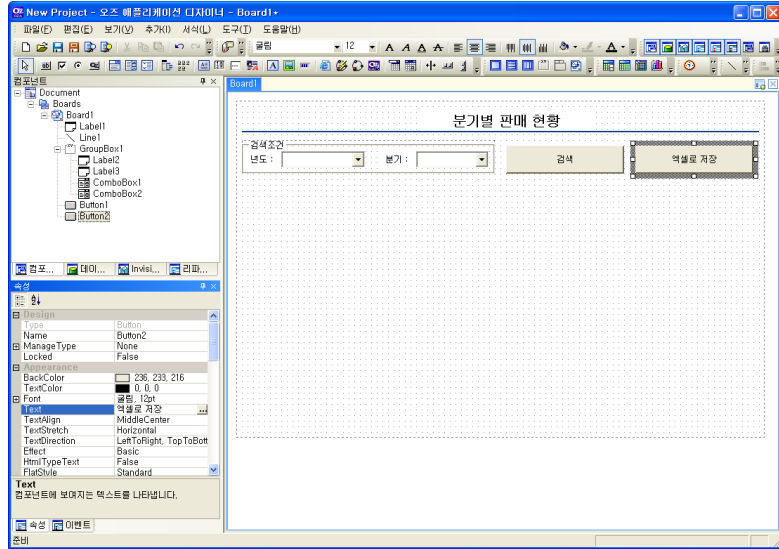 New Project - 오즈 애플리케이션 디자이너 - Board1*
파일(F) 편집(E) 보기(V) 추가(I) 서식(L) 도구(T) 도움말(H)
굴림 12
컴포넌트
Document
Boards
Board1
Label1
Line1
GroupBox1
Label2
Label3
ComboBox1
ComboBox2
Button1
Button2
컴포... 데이... Invisi... 리파...
Board1
분기별 판매 현황
검색조건
년도 : 분기 : 검색 엑셀로 저장
속성
Design
Type Button
Name Button2
ManageType None
Locked False
Appearance
BackColor 236, 233, 216
TextColor 0, 0, 0
Font 굴림, 12pt
Text 엑셀로 저장 ...
TextAlign MiddleCenter
TextStretch Horizontal
TextDirection LeftToRight, TopToBott
Effect Basic
HtmlTypeText False
FlatStyle Standard
Text
컴포넌트에 보여지는 텍스트를 나타냅니다.
속성 이벤트
준비